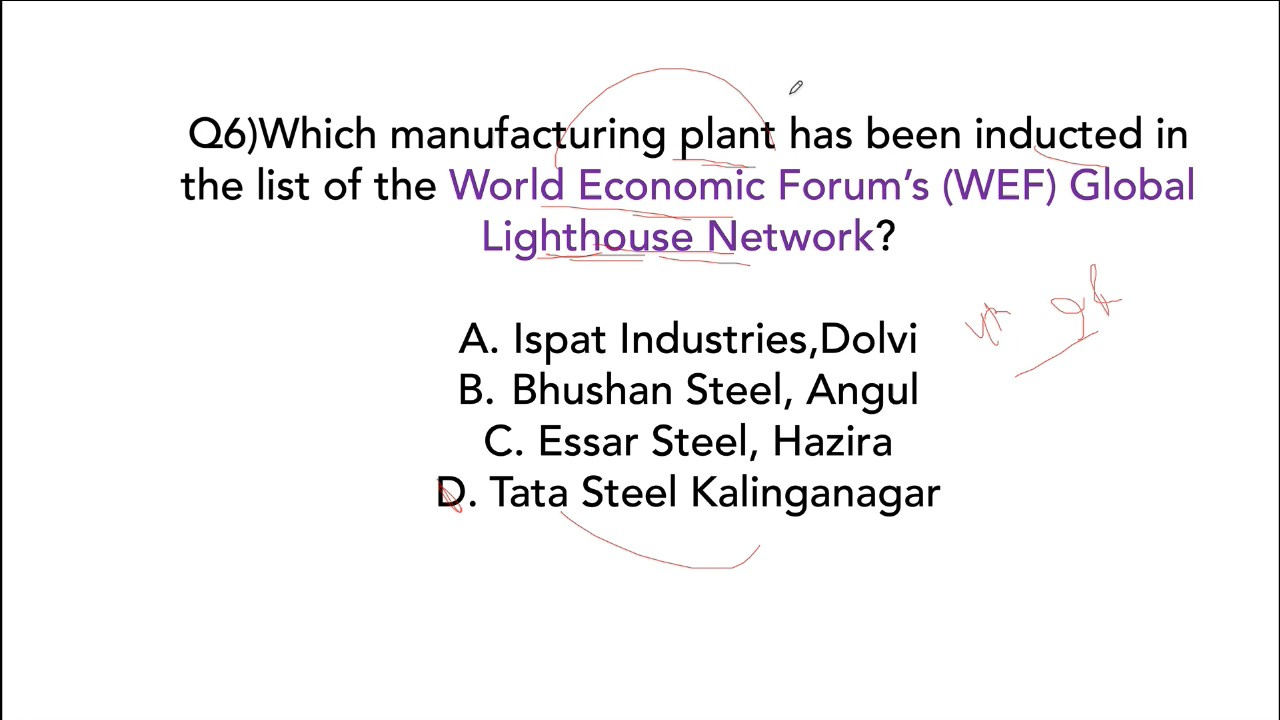 Q6)Which manufacturing plant has been inducted in
the list of the World Economic Forum's (WEF) Global
Lighthouse Network?
A. Ispat Industries,Dolvi
B. Bhushan Steel, Angul
C. Essar Steel, Hazira
D. Tata Steel Kalinganagar